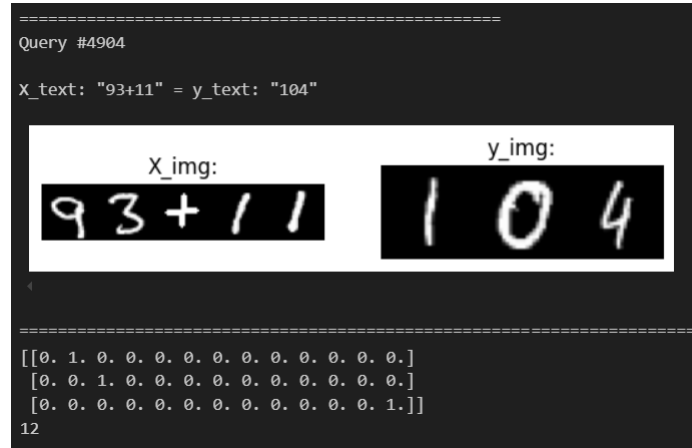 ====================================================
Query #4904
X_text: "93+11" = y_text: "104"
X_img:
y_img:
93+11
104
======================================================================
[[0. 1. 0. 0. 0. 0. 0. 0. 0. 0. 0. 0. 0.]
[0. 0. 1. 0. 0. 0. 0. 0. 0. 0. 0. 0. 0.]
[0. 0. 0. 0. 0. 0. 0. 0. 0. 0. 0. 0. 1.]]
12